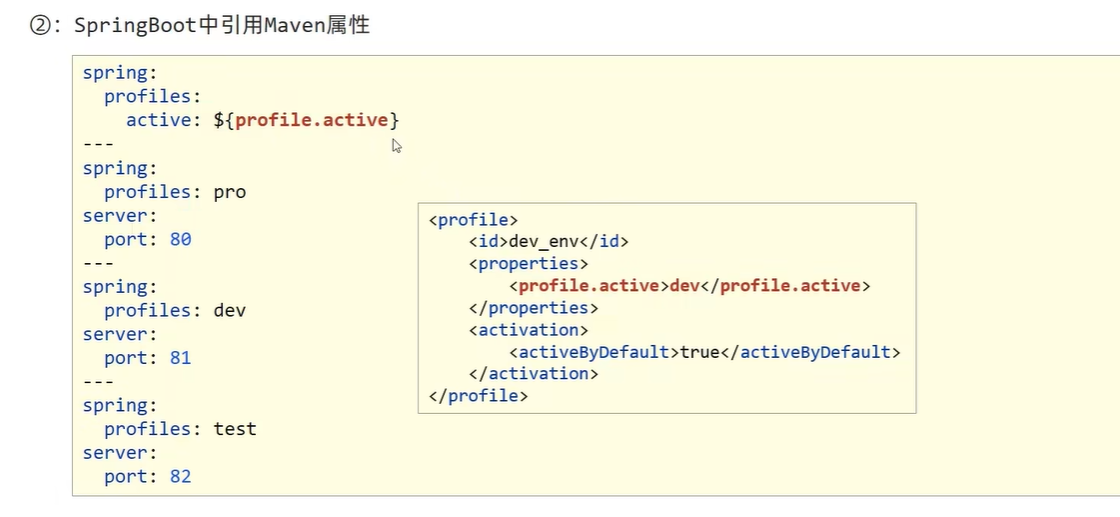 ②：SpringBoot中引用Maven属性
spring:
  profiles:
    active: ${profile.active}
---
spring:
  profiles: pro
server:
  port: 80
---
spring:
  profiles: dev
server:
  port: 81
---
spring:
  profiles: test
server:
  port: 82
<profile>
    <id>dev_env</id>
    <properties>
        <profile.active>dev</profile.active>
    </properties>
    <activation>
        <activeByDefault>true</activeByDefault>
    </activation>
</profile>